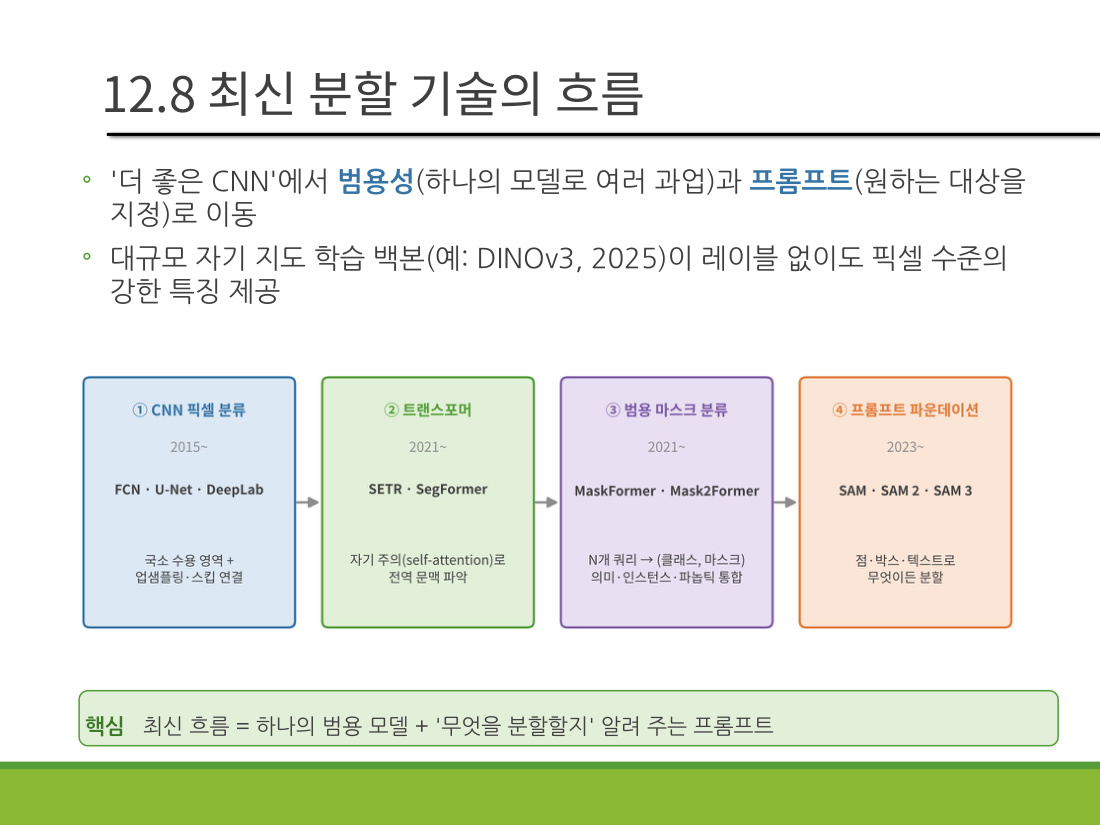 12.8 최신 분할 기술의 흐름
'더 좋은 CNN'에서 범용성(하나의 모델로 여러 과업)과 프롬프트(원하는 대상을
지정)로 이동
대규모 자기 지도 학습 백본(예: DINOv3, 2025)이 레이블 없이도 픽셀 수준의
강한 특징 제공
① CNN 픽셀 분류
2015~
FCN · U-Net · DeepLab
국소 수용 영역 +
업샘플링·스킵 연결
② 트랜스포머
2021~
SETR · SegFormer
자기 주의(self-attention)로
전역 문맥 파악
③ 범용 마스크 분류
2021~
MaskFormer · Mask2Former
N개 쿼리 → (클래스, 마스크)
의미·인스턴스·파놉틱 통합
④ 프롬프트 파운데이션
2023~
SAM · SAM 2 · SAM 3
점·박스·텍스트로
무엇이든 분할
핵심 최신 흐름 = 하나의 범용 모델 + '무엇을 분할할지' 알려 주는 프롬프트